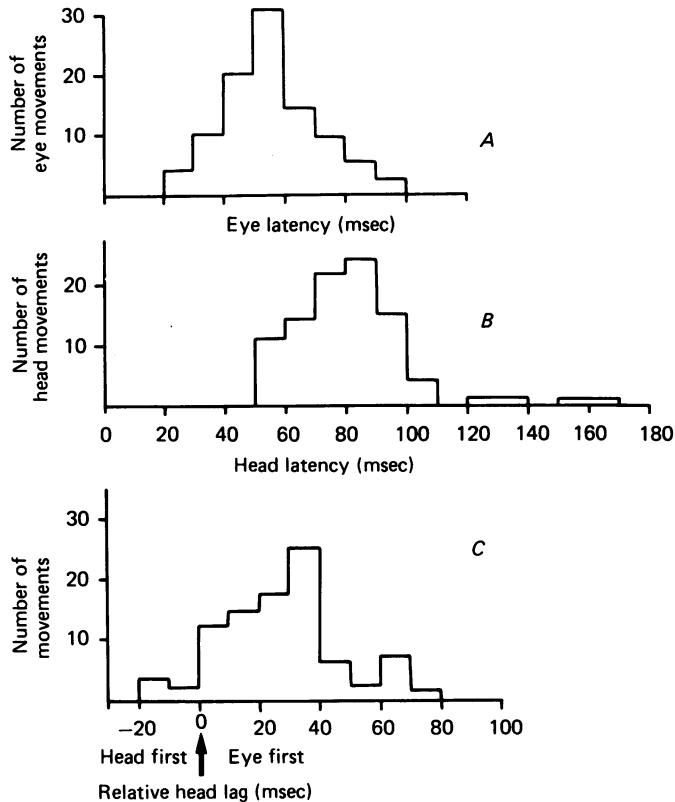 30
20
10
Number of
eye movements
A
Eye latency (msec)
20
10
Number of
head movements
B
0 20 40 60 80 100 120 140 160 180
Head latency (msec)
30
20
10
Number of
movements
C
−20 0 20 40 60 80 100
Head first Eye first
Relative head lag (msec)